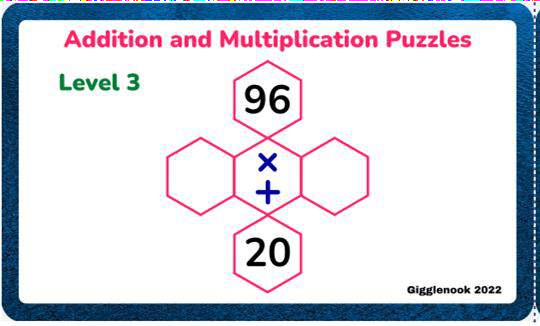 Addition and Multiplication Puzzles
Level 3
96
×
+
20
Gigglenook 2022